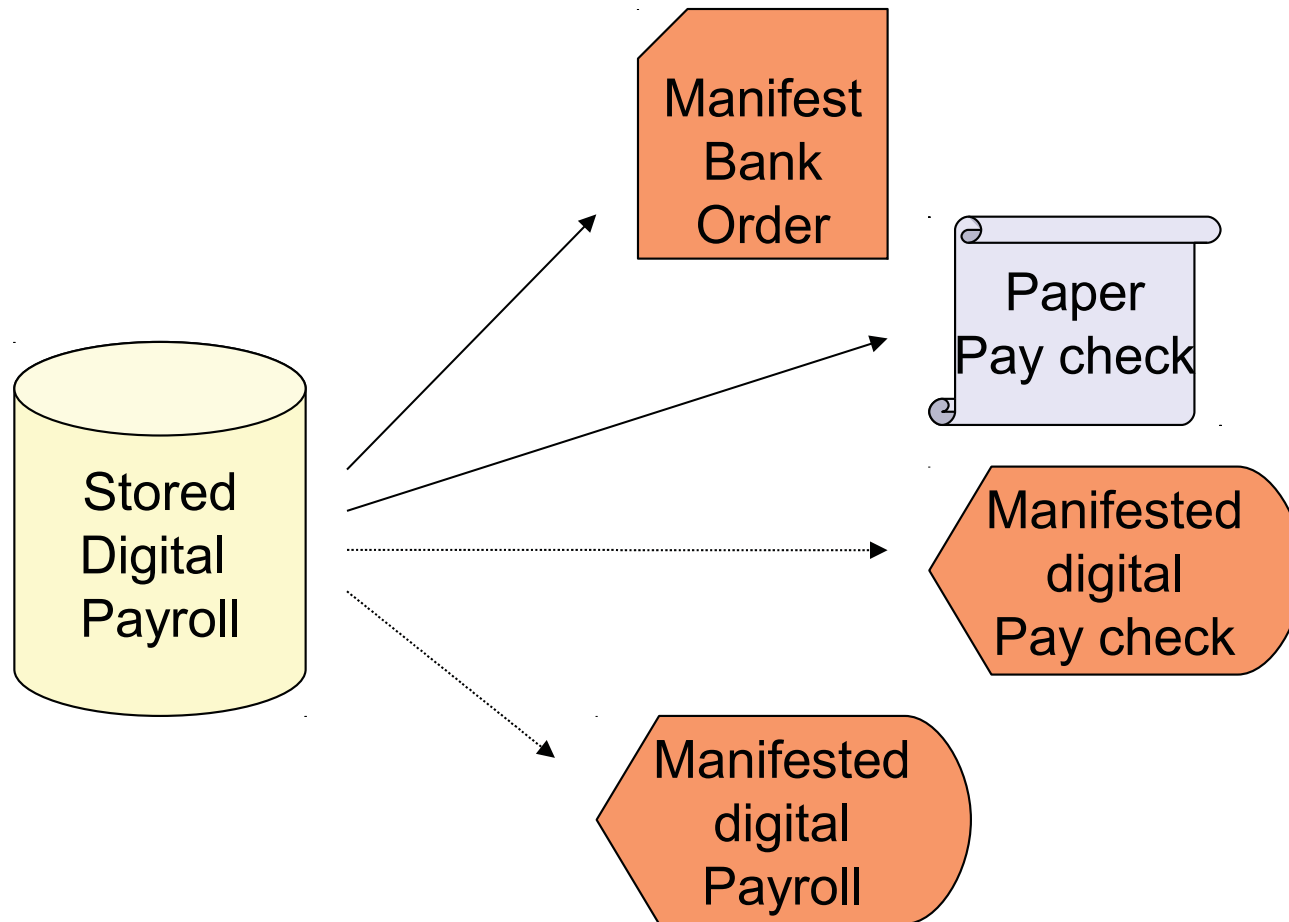 Manifest
Bank
Order
Paper
Pay check
Stored
Digital
Payroll
Manifested
digital
Pay check
Manifested
digital
Payroll